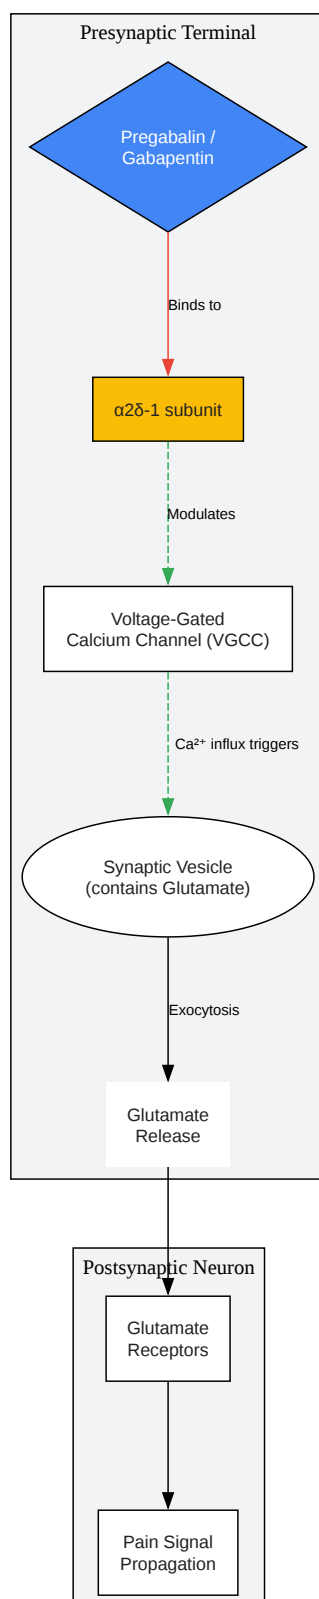 Presynaptic Terminal
Pregabalin /
Gabapentin
Binds to
α2δ-1 subunit
Modulates
Voltage-Gated
Calcium Channel (VGCC)
Ca²⁺ influx triggers
Synaptic Vesicle
(contains Glutamate)
Exocytosis
Glutamate
Release
Postsynaptic Neuron
Glutamate
Receptors
Pain Signal
Propagation